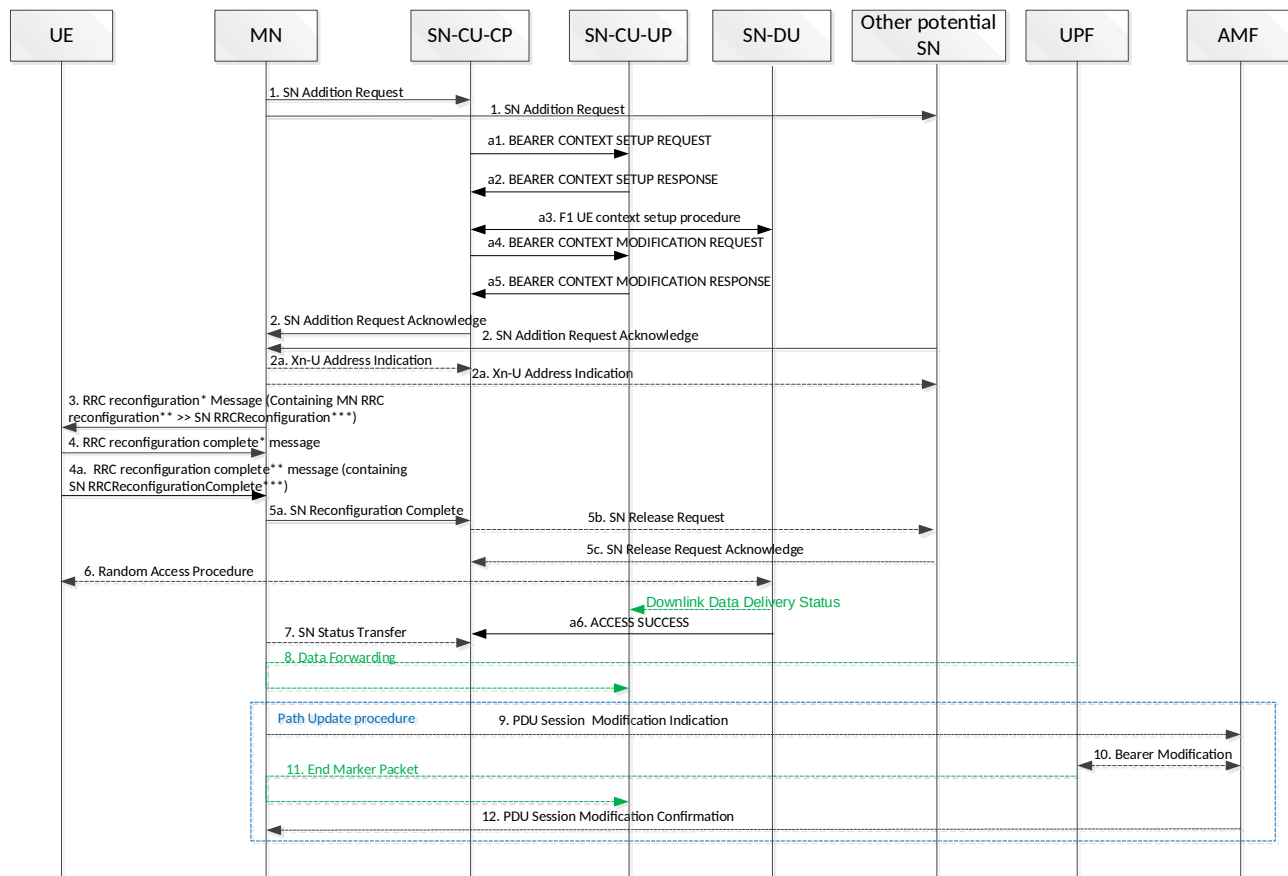 UE
MN
SN-CU-CP
SN-CU-UP
SN-DU
Other potential
SN
UPF
AMF
1. SN Addition Request
1. SN Addition Request
a1. BEARER CONTEXT SETUP REQUEST
a2. BEARER CONTEXT SETUP RESPONSE
a3. F1 UE context setup procedure
a4. BEARER CONTEXT MODIFICATION REQUEST
a5. BEARER CONTEXT MODIFICATION RESPONSE
2. SN Addition Request Acknowledge
2. SN Addition Request Acknowledge
2a. Xn-U Address Indication
2a. Xn-U Address Indication
3. RRC reconfiguration* Message (Containing MN RRC
reconfiguration** >> SN RRCReconfiguration***)
4. RRC reconfiguration complete* message
4a. RRC reconfiguration complete** message (containing
SN RRCReconfigurationComplete***)
5a. SN Reconfiguration Complete
5b. SN Release Request
5c. SN Release Request Acknowledge
6. Random Access Procedure
Downlink Data Delivery Status
a6. ACCESS SUCCESS
7. SN Status Transfer
8. Data Forwarding
Path Update procedure
9. PDU Session Modification Indication
10. Bearer Modification
11. End Marker Packet
12. PDU Session Modification Confirmation